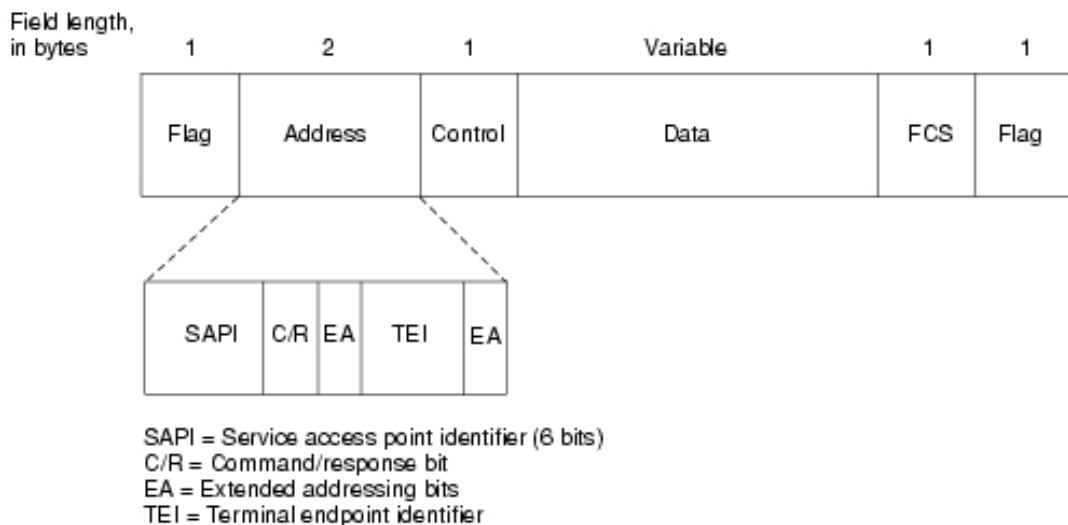 Field length,
in bytes 1 2 1 Variable 1 1
Flag Address Control Data FCS Flag
SAPI C/R EA TEI EA
SAPI = Service access point identifier (6 bits)
C/R = Command/response bit
EA = Extended addressing bits
TEI = Terminal endpoint identifier